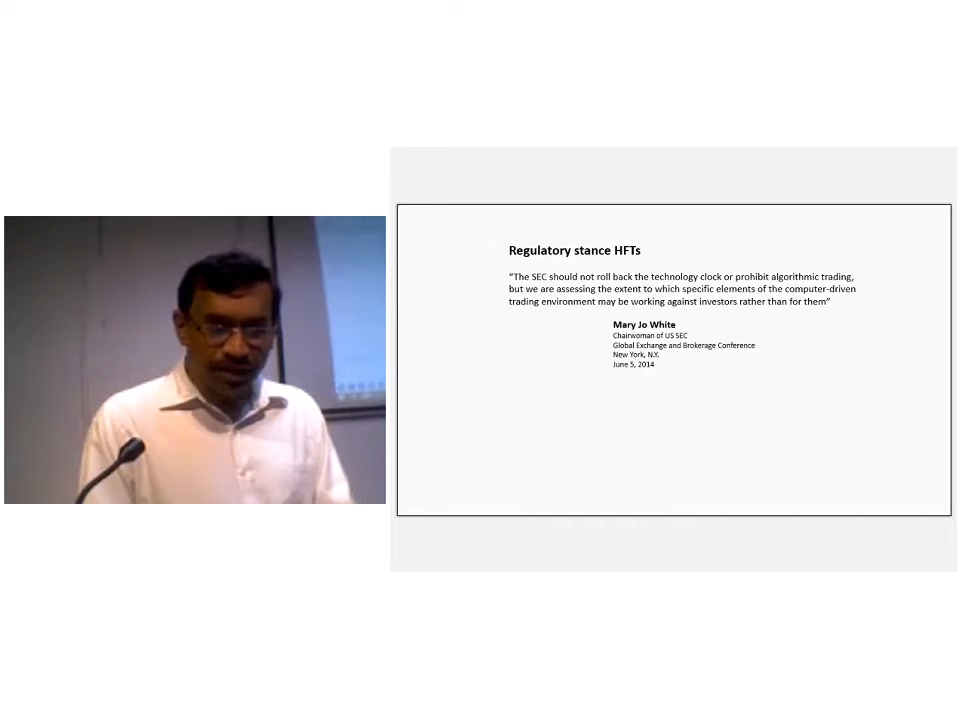 Regulatory stance HFTs
“The SEC should not roll back the technology clock or prohibit algorithmic trading,
but we are assessing the extent to which specific elements of the computer-driven
trading environment may be working against investors rather than for them”
Mary Jo White
Chairwoman of US SEC
Global Exchange and Brokerage Conference
New York, N.Y.
June 5, 2014